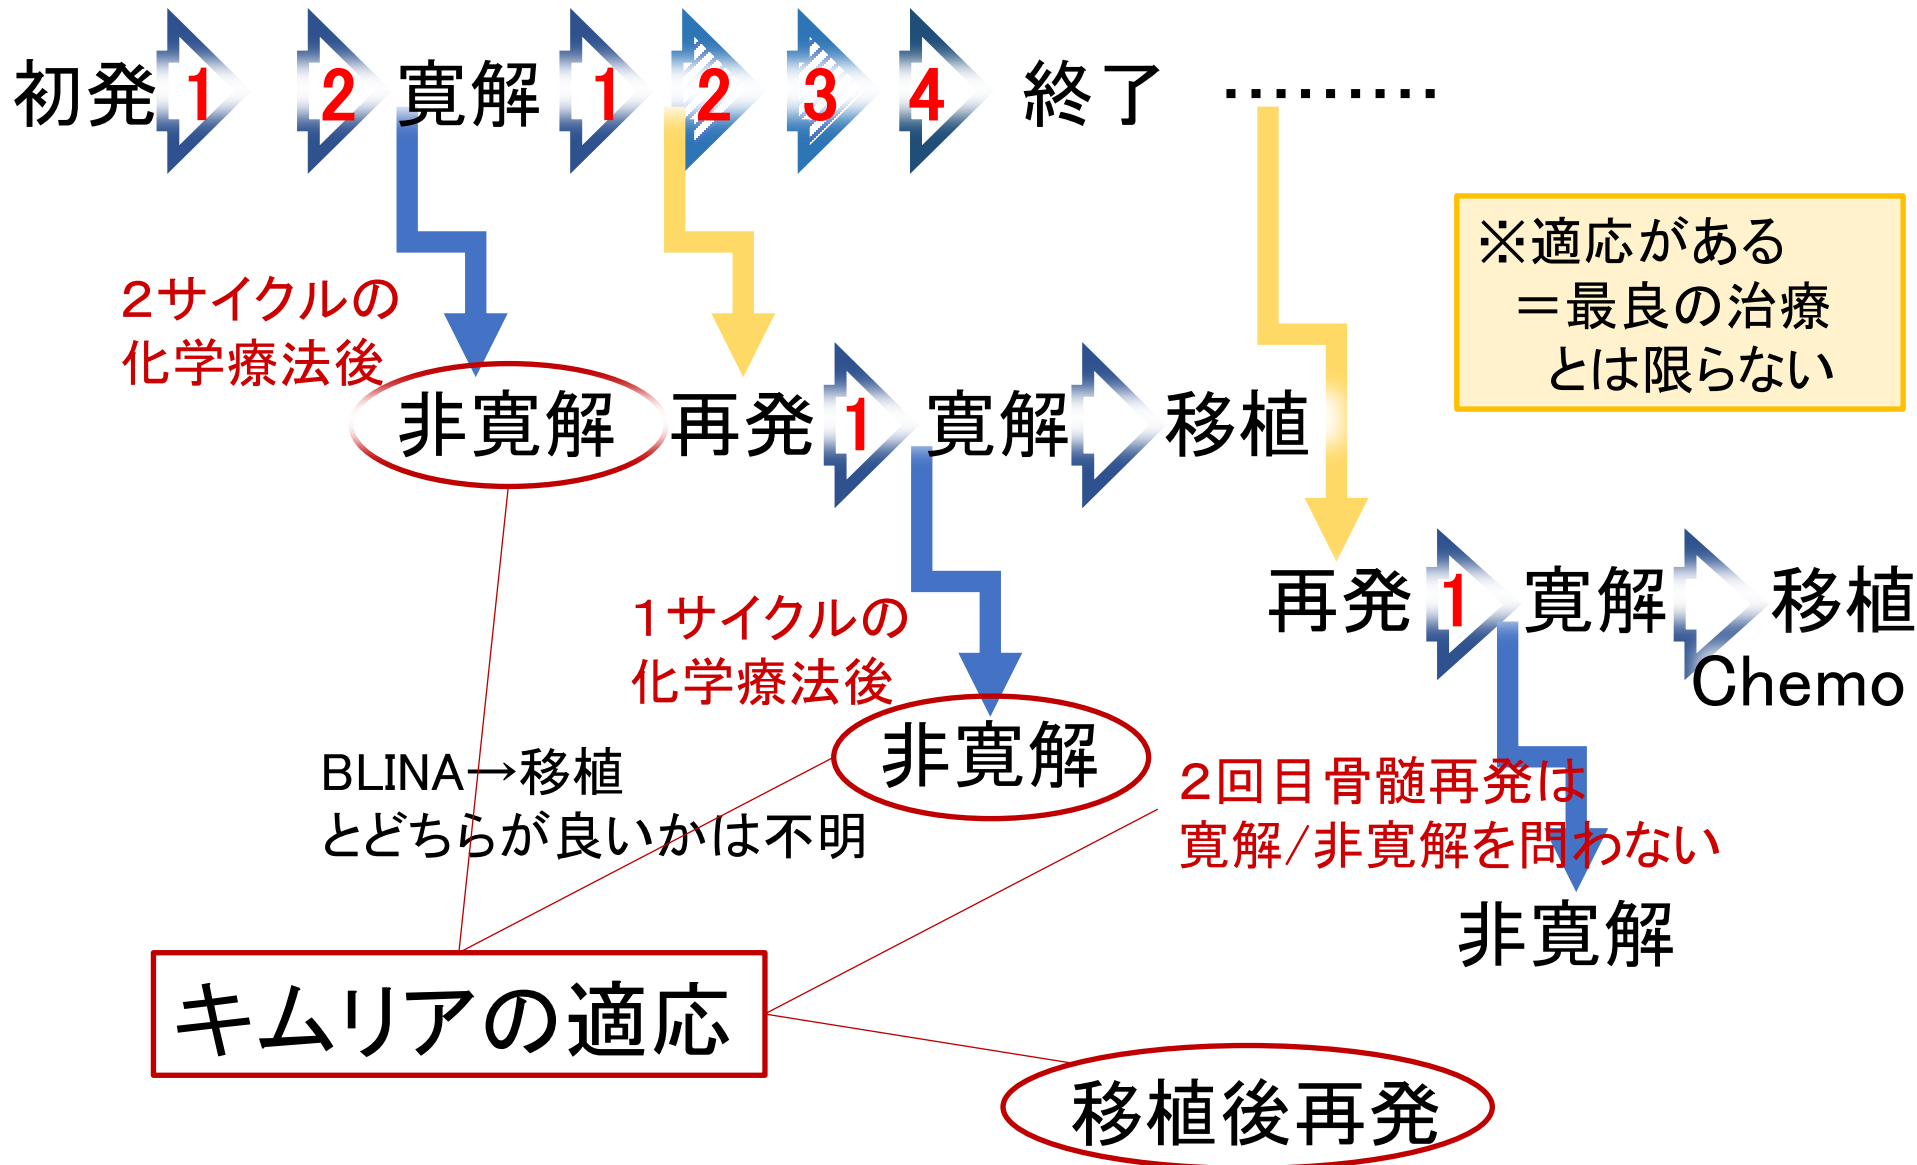 初発 1 2 寛解 1 2 3 4 終了 ………
※適応がある
＝最良の治療
とは限らない
２サイクルの
化学療法後
非寛解 再発 1 寛解 移植
１サイクルの
化学療法後
再発 1 寛解 移植
Chemo
非寛解
BLINA→移植
とどちらが良いかは不明
２回目骨髄再発は
寛解/非寛解を問わない
非寛解
キムリアの適応
移植後再発